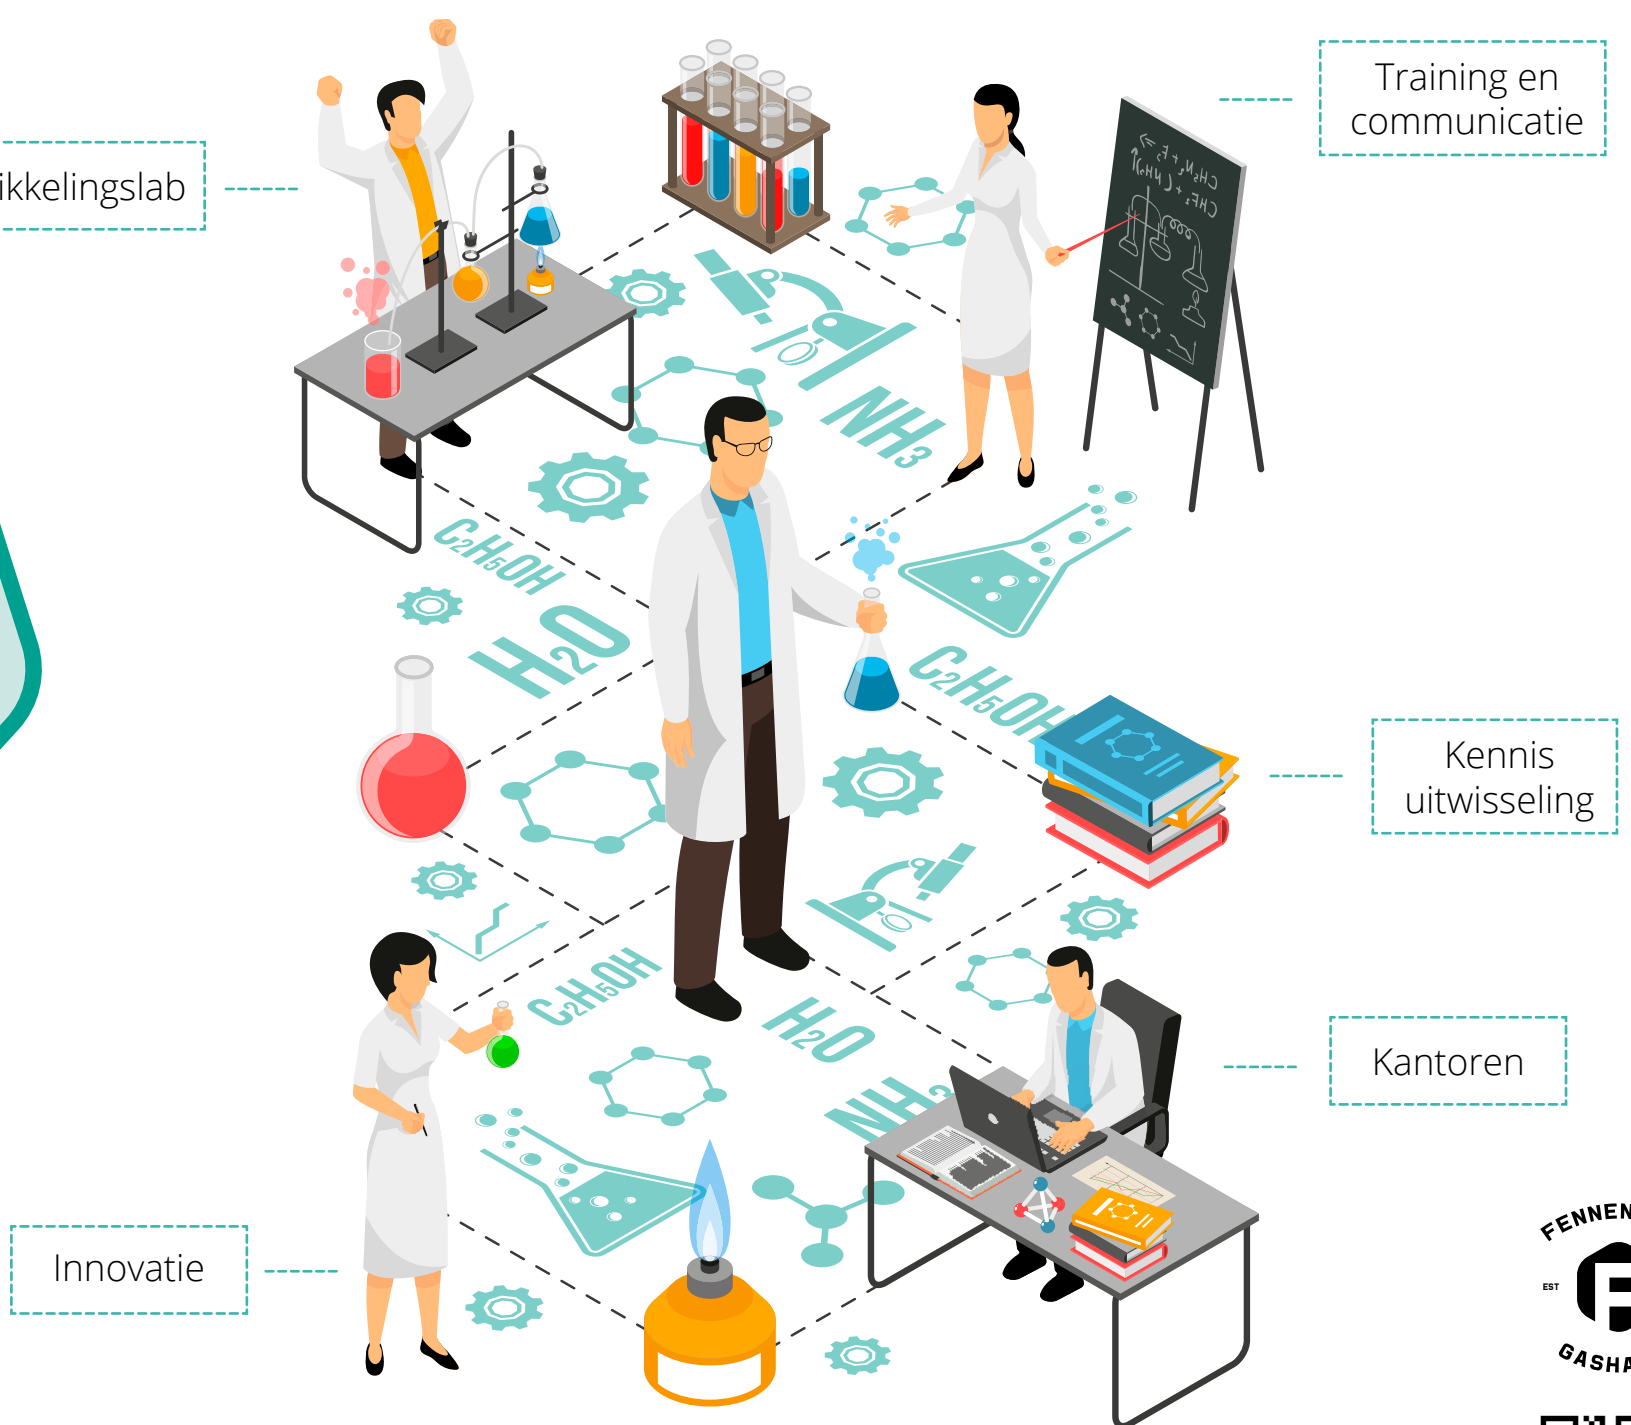 Training en
communicatie
ikkelingslab
NH3
C2H5OH
H2O
C2H5OH
Kennis
uitwisseling
C2H5OH
H2O
Kantoren
NH3
Innovatie
FENNEN
EST
F
GASHA